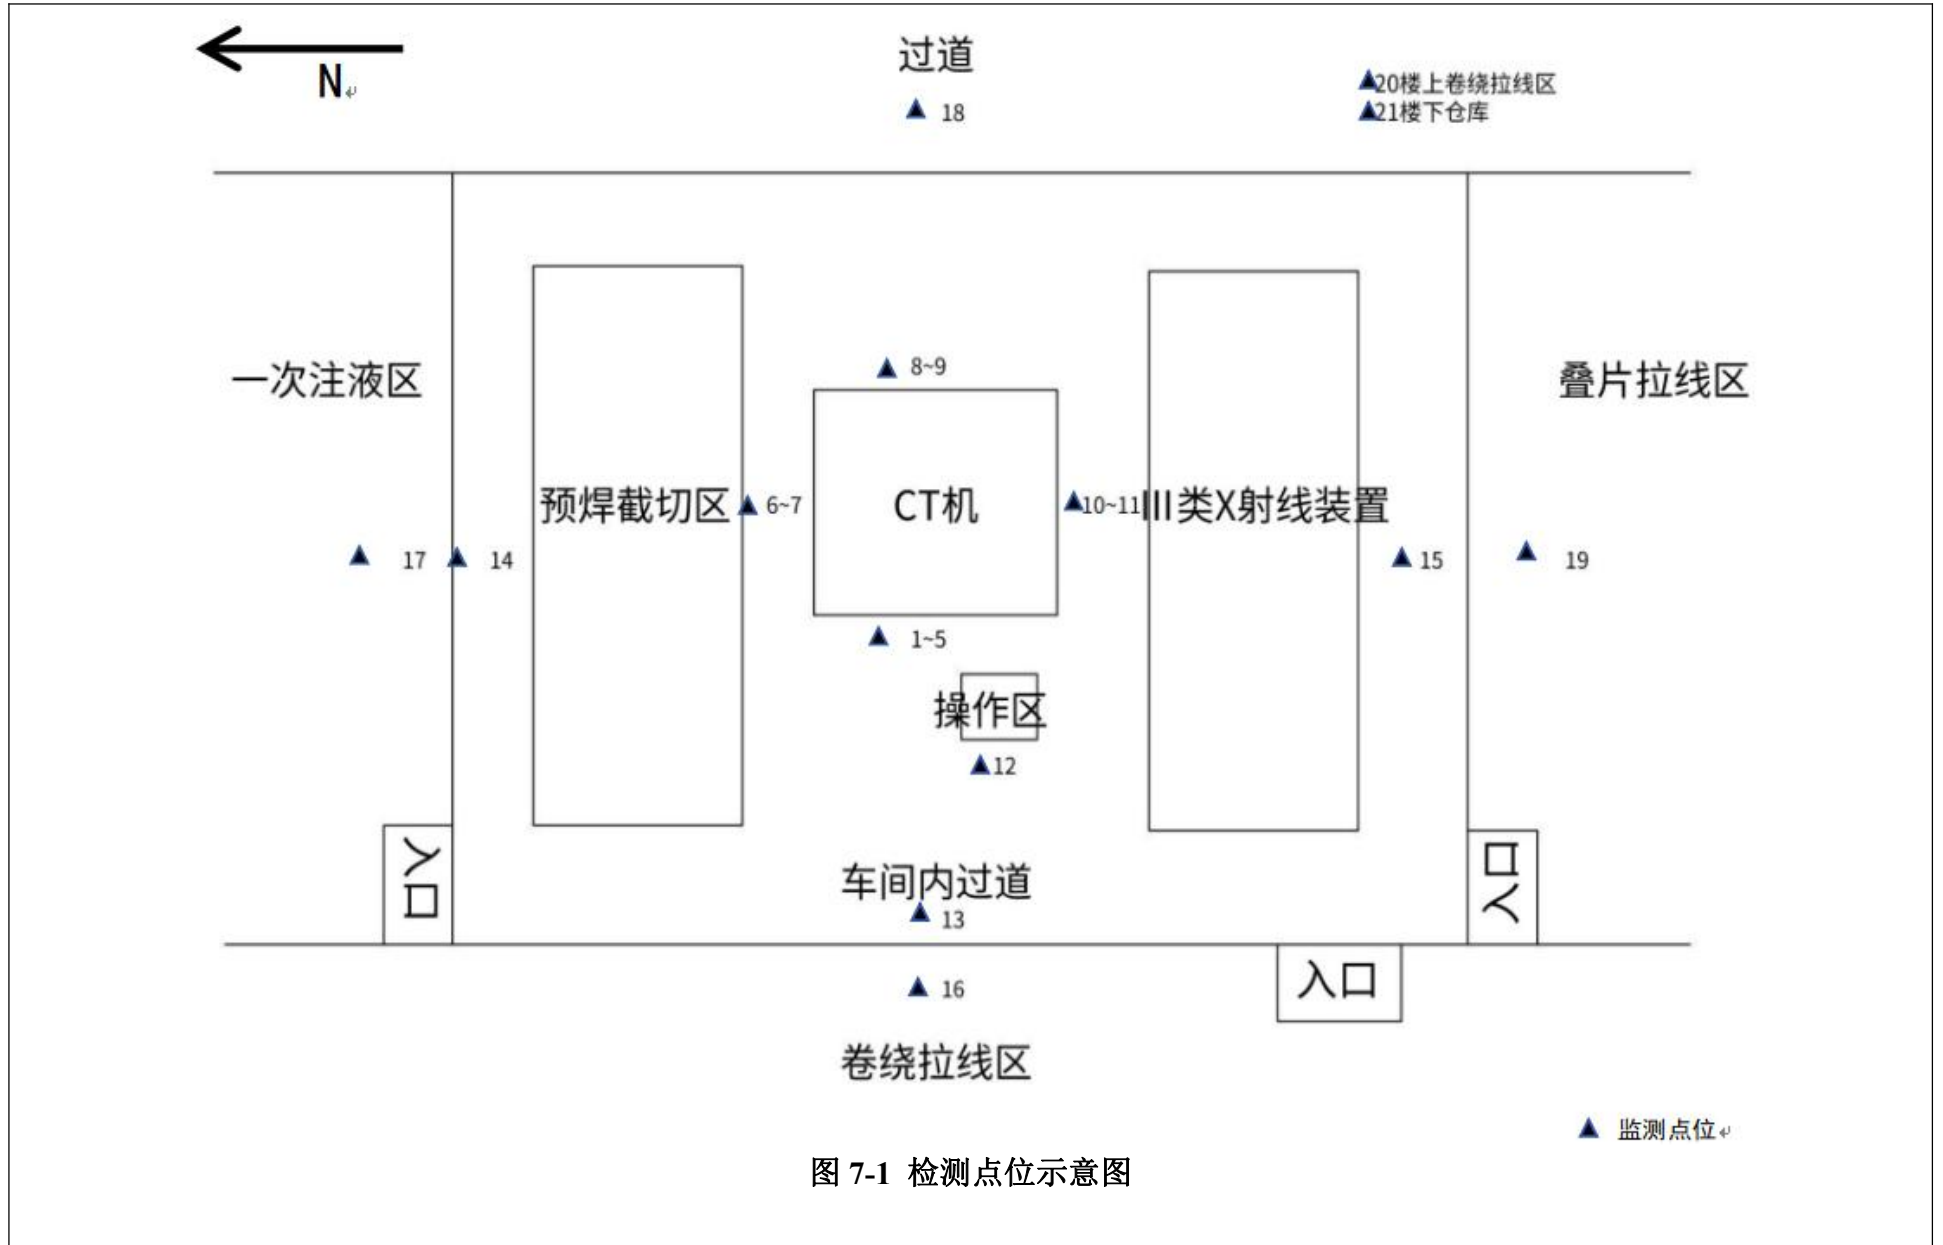 N
过道
18
20楼上卷绕拉线区
21楼下仓库
一次注液区
8~9
叠片拉线区
预焊截切区
6~7
CT机
10~11
III类X射线装置
17
14
15
19
1~5
操作区
12
入口
车间内过道
13
入口
16
入口
卷绕拉线区
监测点位
图 7-1 检测点位示意图